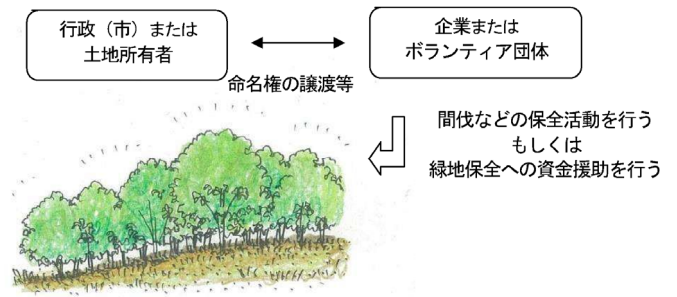 行政（市）または
土地所有者
企業または
ボランティア団体
命名権の譲渡等
間伐などの保全活動を行う
もしくは
緑地保全への資金援助を行う